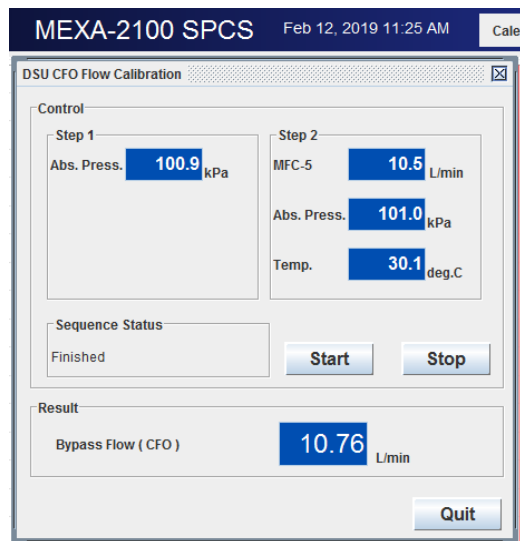 MEXA-2100 SPCS Feb 12, 2019 11:25 AM Cale
DSU CFO Flow Calibration
Control
Step 1
Abs. Press. 100.9 kPa
Step 2
MFC-5 10.5 L/min
Abs. Press. 101.0 kPa
Temp. 30.1 deg.C
Sequence Status
Finished
Start Stop
Result
Bypass Flow ( CFO ) 10.76 L/min
Quit